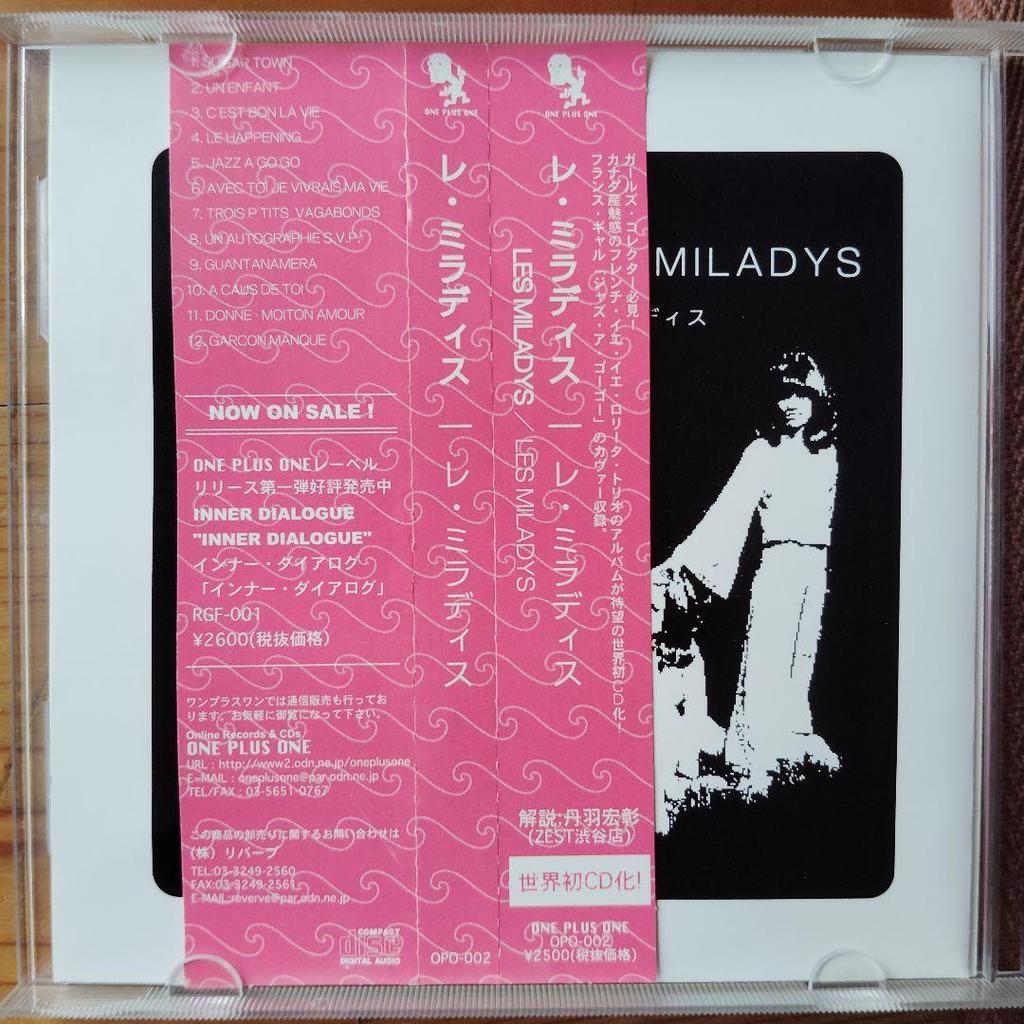 1. SUGAR TOWN
2. UN ENFANT
3. C'EST BON LA VIE
4. LE HAPPENING
5. JAZZ A GO GO
6. AVEC TOI JE VIVRAIS MA VIE
7. TROIS P'TITS VAGABONDS
8. UN AUTOGRAPHIE S.V.P.
9. GUANTANAMERA
10. A CAUS DE TOI
11. DONNE · MOITON AMOUR
12. GARCON MANQUE
NOW ON SALE !
ONE PLUS ONEレーベル
リリース第一弾好評発売中
INNER DIALOGUE
"INNER DIALOGUE"
インナー・ダイアログ
「インナー・ダイアログ」
RGF-001
¥2600(税抜価格)
ワンプラスワンでは通信販売も行ってお
ります。お気軽に御覧になって下さい。
Online Records & CDs
ONE PLUS ONE
URL : http://www2.odn.ne.jp/oneplusone
E-MAIL : oneplusone@par.odn.ne.jp
TEL/FAX : 03-5651-0767
この商品の卸売りに関するお問い合わせは
(株) リバーブ
TEL:03-3249-2560
FAX:03-3249-2561
E-MAIL:reverve@par.odn.ne.jp
COMPACT
disc
DIGITAL AUDIO
ONE PLUS ONE
レ・ミラディス ― レ・ミラディス
OPO-002
ONE PLUS ONE
ガールズ・コレクター必見！
カナダ産魅惑のフレンチ・イエ・イエ・ロリータ・トリオのアルバムが待望の世界初CD化！
フランス・ギャル「ジャズ・ア・ゴーゴー」のカヴァー収録。
レ・ミラディス ― レ・ミラディス
LES MILADYS / LES MILADYS
解説:丹羽宏彰
(ZEST渋谷店)
世界初CD化!
ONE PLUS ONE
OPO-002
¥2500(税抜価格)
MILADYS
ディス